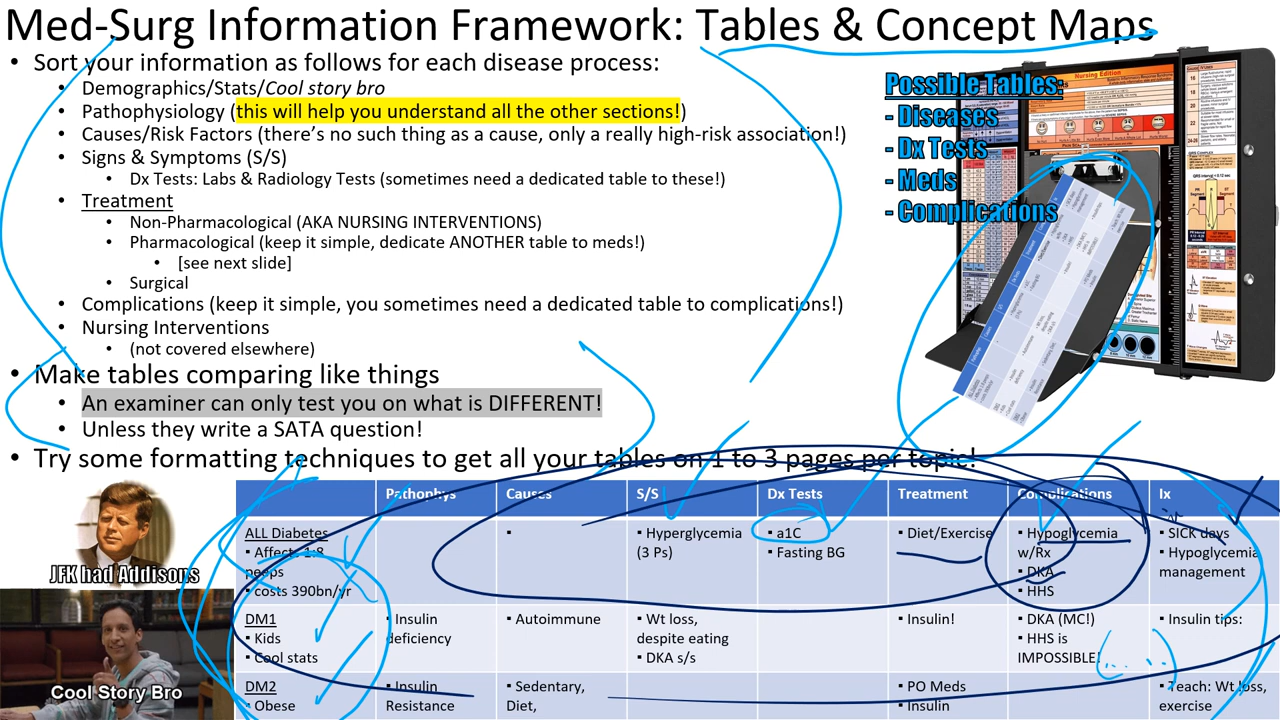 Med-Surg Information Framework: Tables & Concept Maps
• Sort your information as follows for each disease process:
• Demographics/Stats/Cool story bro
• Pathophysiology (this will help you understand all the other sections!)
• Causes/Risk Factors (there's no such thing as a cause, only a really high-risk association!)
• Signs & Symptoms (S/S)
• Dx Tests: Labs & Radiology Tests (sometimes need a dedicated table to these!)
• Treatment
• Non-Pharmacological (AKA NURSING INTERVENTIONS)
• Pharmacological (keep it simple, dedicate ANOTHER table to meds!)
• [see next slide]
• Surgical
• Complications (keep it simple, you sometimes need a dedicated table to complications!)
• Nursing Interventions
• (not covered elsewhere)
• Make tables comparing like things
• An examiner can only test you on what is DIFFERENT!
• Unless they write a SATA question!
• Try some formatting techniques to get all your tables on 1 to 3 pages per topic!
Possible Tables:
- Diseases
- Dx Tests
- Meds
- Complications
Nursing Edition
JFK had Addisons
Cool Story Bro
Pathophys Causes S/S Dx Tests Treatment Complications Ix
ALL Diabetes
▪ Affects 1:8
peeps
▪ costs 390bn/yr
▪
▪ Hyperglycemia
(3 Ps)
▪ a1C
▪ Fasting BG
▪ Diet/Exercise
▪ Hypoglycemia
w/Rx
▪ DKA
▪ HHS
▪ SICK days
▪ Hypoglycemia
management
DM1
▪ Kids
▪ Cool stats
▪ Insulin
deficiency
▪ Autoimmune
▪ Wt loss,
despite eating
▪ DKA s/s
▪ Insulin!
▪ DKA (MC!)
▪ HHS is
IMPOSSIBLE!
▪ Insulin tips:
DM2
▪ Obese
▪ Insulin
Resistance
▪ Sedentary,
Diet,
▪ PO Meds
▪ Insulin
▪ Teach: Wt loss,
exercise